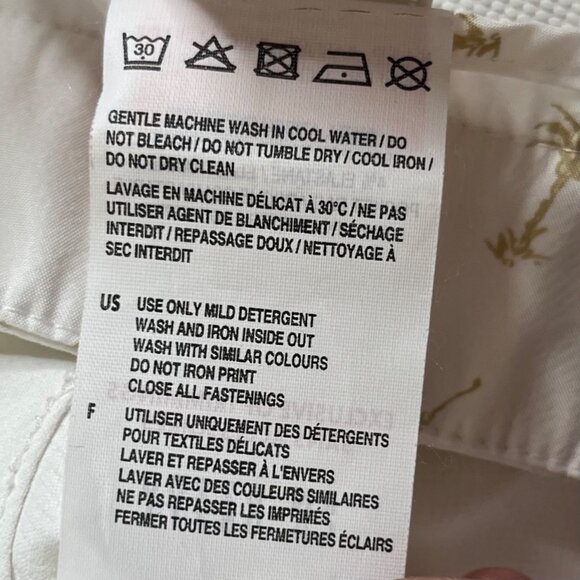 30
GENTLE MACHINE WASH IN COOL WATER / DO
NOT BLEACH / DO NOT TUMBLE DRY / COOL IRON /
DO NOT DRY CLEAN
LAVAGE EN MACHINE DÉLICAT À 30°C / NE PAS
UTILISER AGENT DE BLANCHIMENT / SÉCHAGE
INTERDIT / REPASSAGE DOUX / NETTOYAGE À
SEC INTERDIT
US USE ONLY MILD DETERGENT
WASH AND IRON INSIDE OUT
WASH WITH SIMILAR COLOURS
DO NOT IRON PRINT
CLOSE ALL FASTENINGS
F UTILISER UNIQUEMENT DES DÉTERGENTS
POUR TEXTILES DÉLICATS
LAVER ET REPASSER À L'ENVERS
LAVER AVEC DES COULEURS SIMILAIRES
NE PAS REPASSER LES IMPRIMÉS
FERMER TOUTES LES FERMETURES ÉCLAIRS